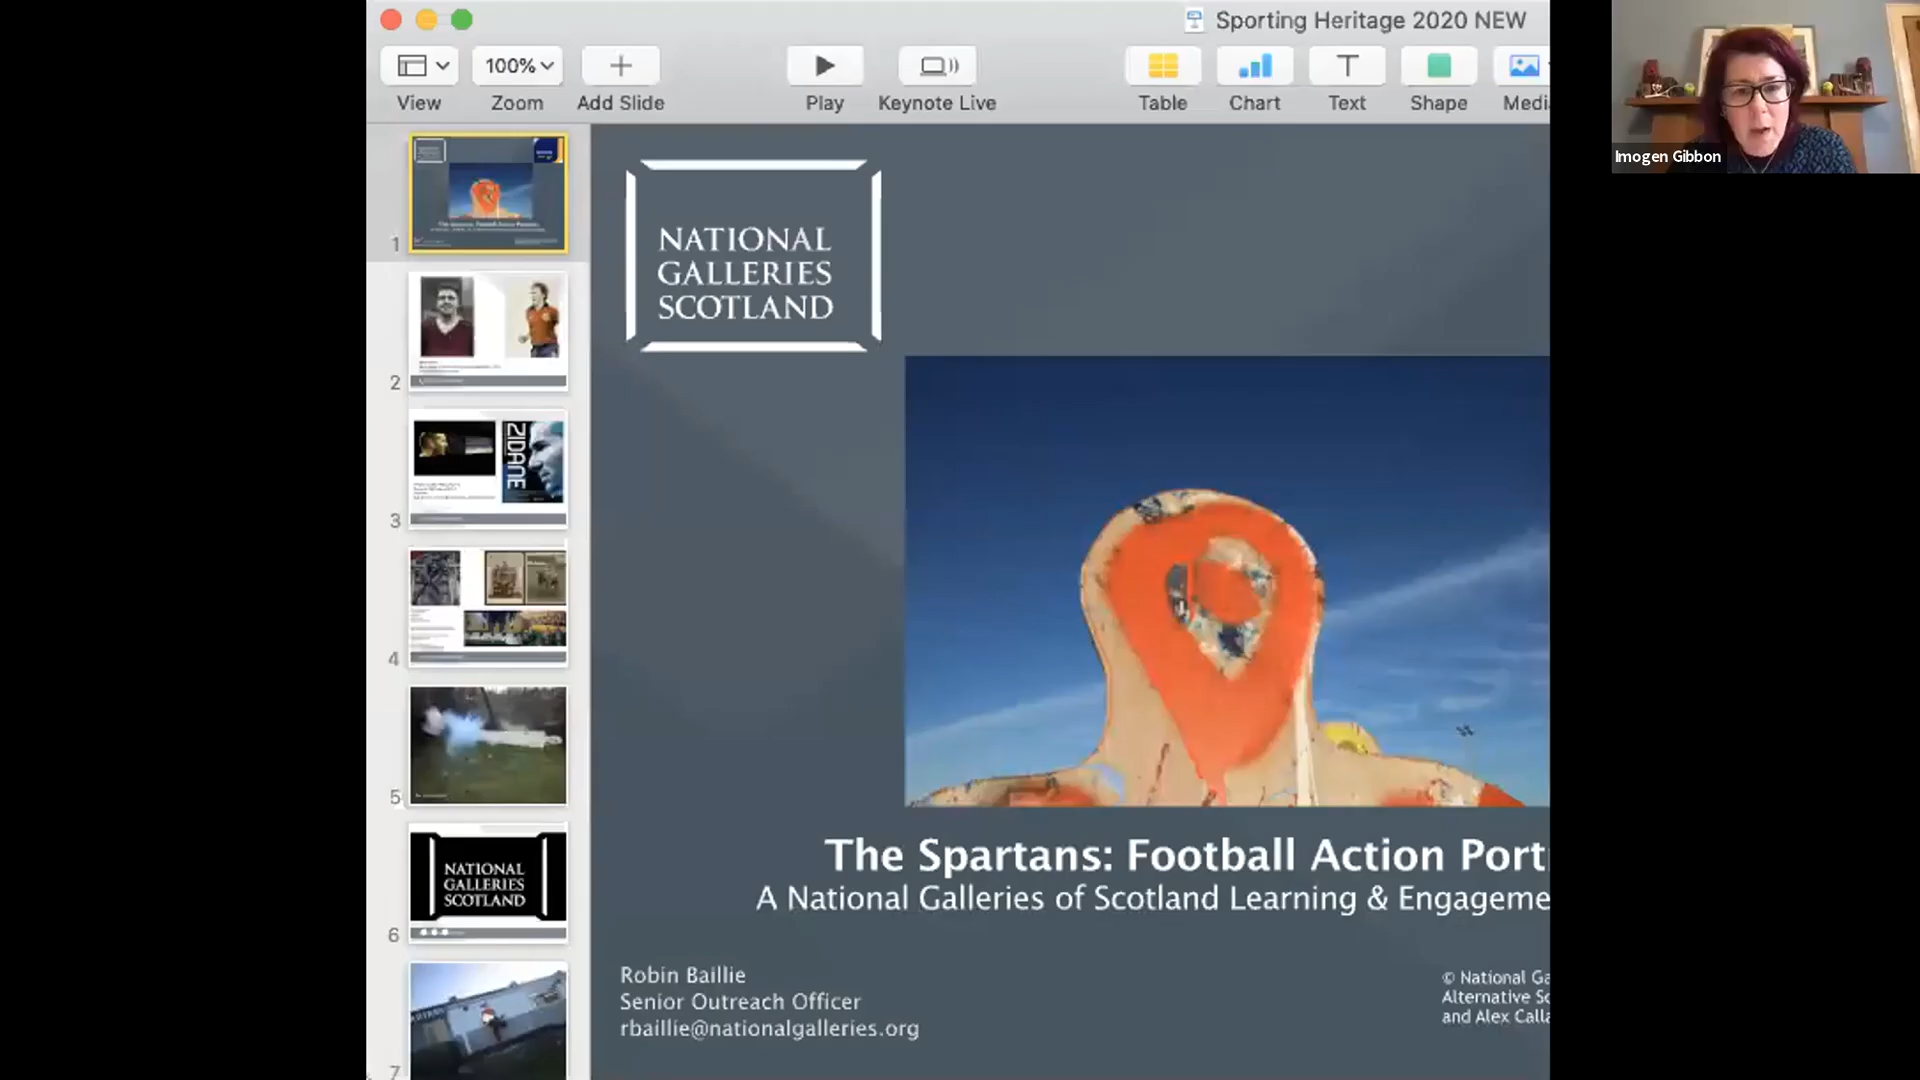 Sporting Heritage 2020 NEW
100%
View
Zoom
Add Slide
Play
Keynote Live
Table
Chart
Text
Shape
Medi
Imogen Gibbon
1
2
3
ZIDANE
4
5
6
NATIONAL
GALLERIES
SCOTLAND
7
NATIONAL
GALLERIES
SCOTLAND
The Spartans: Football Action Port
A National Galleries of Scotland Learning & Engageme
Robin Baillie
Senior Outreach Officer
rbaillie@nationalgalleries.org
© National Ga
Alternative Sc
and Alex Calla